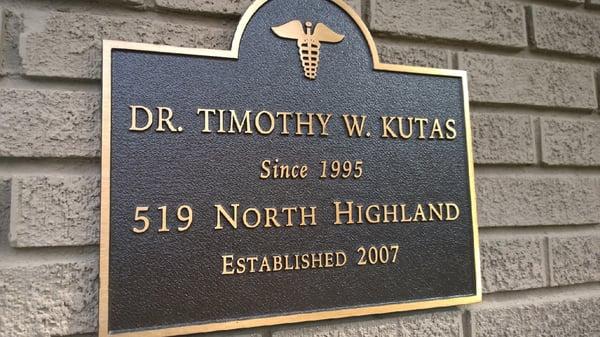 DR. TIMOTHY W. KUTAS
Since 1995
519 NORTH HIGHLAND
ESTABLISHED 2007